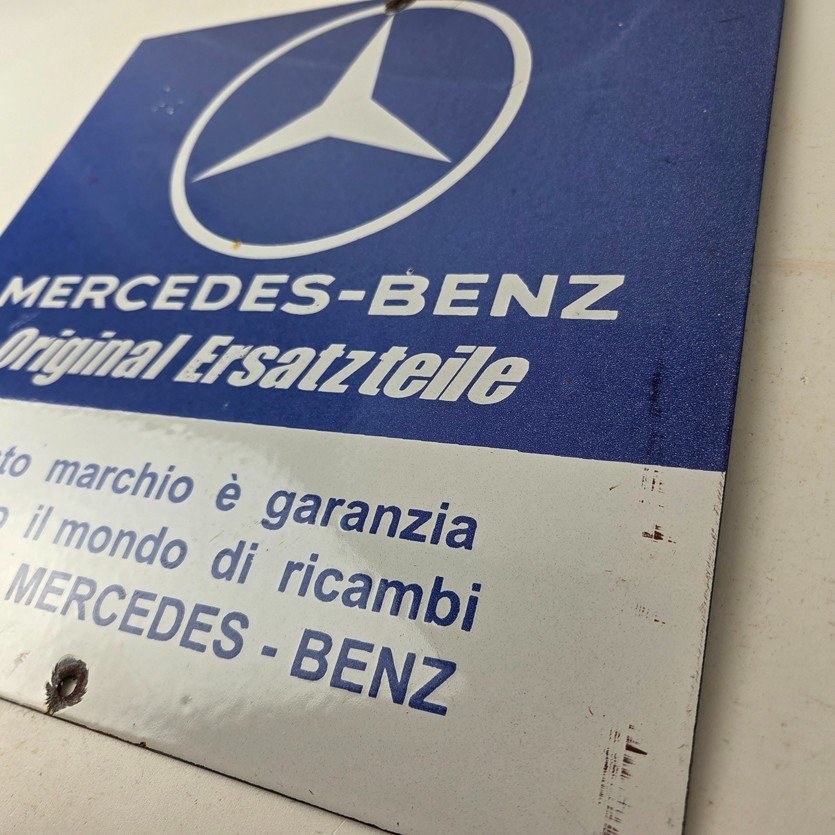 MERCEDES-BENZ
Original Ersatzteile
marchio è garanzia
il mondo di ricambi
MERCEDES - BENZ